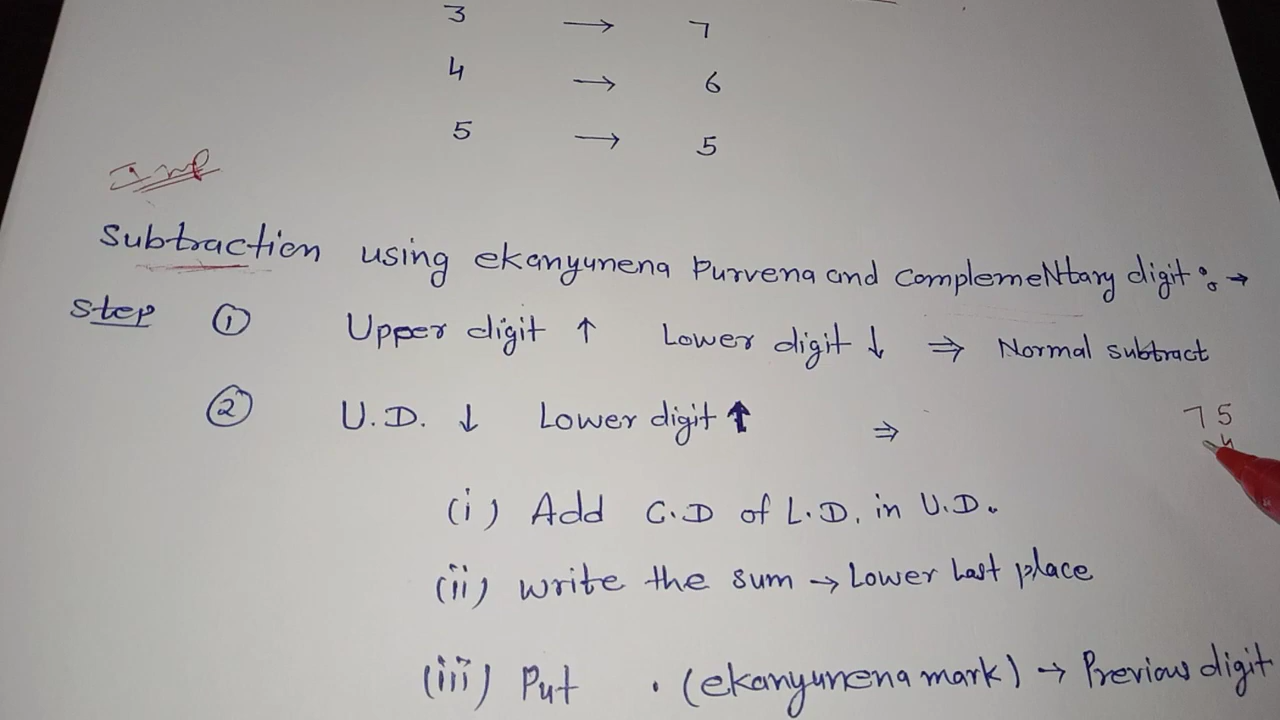 3 → 7
4 → 6
5 → 5
Imp
Subtraction using ekanyunena Purvena and complementary digit :→
Step ① Upper digit ↑ Lower digit ↓ ⇒ Normal subtract
② U.D. ↓ Lower digit ↑ ⇒
75
4
(i) Add C.D of L.D. in U.D.
(ii) Write the sum → Lower last place
(iii) Put . (ekanyunena mark) → Previous digit